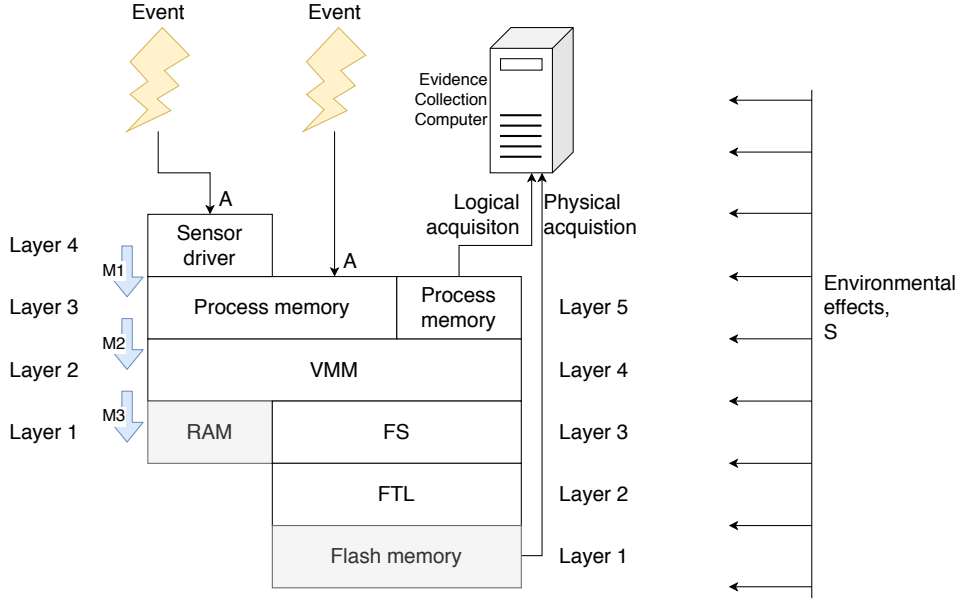 Event
Event
Evidence
Collection
Computer
A
Logical
acquisiton
Physical
acquistion
Layer 4
Sensor
driver
M1
A
Layer 3
Process memory
Process
memory
Layer 5
Environmental
effects,
S
M2
Layer 2
VMM
Layer 4
M3
Layer 1
RAM
FS
Layer 3
FTL
Layer 2
Flash memory
Layer 1